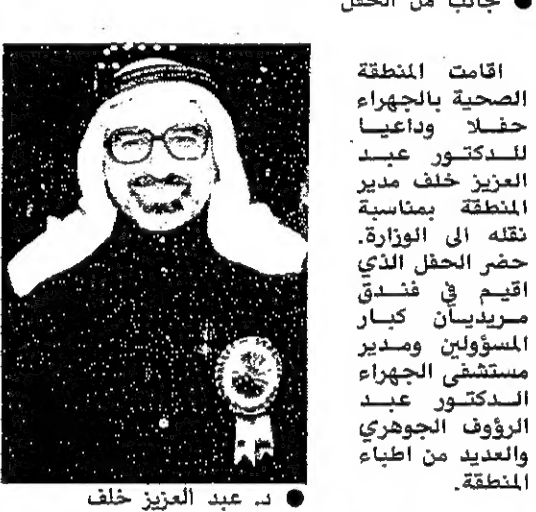 ● جانب من الحفل
اقامت المنطقة
الصحية بالجهراء
حفلا وداعيا
للدكتور عبد
العزيز خلف مدير
المنطقة بمناسبة
نقله الى الوزارة.
حضر الحفل الذي
اقيم في فندق
مريديان كبار
المسؤولين ومدير
مستشفى الجهراء
الدكتور عبد
الرؤوف الجوهري
والعديد من اطباء
المنطقة.
● د. عبد العزيز خلف